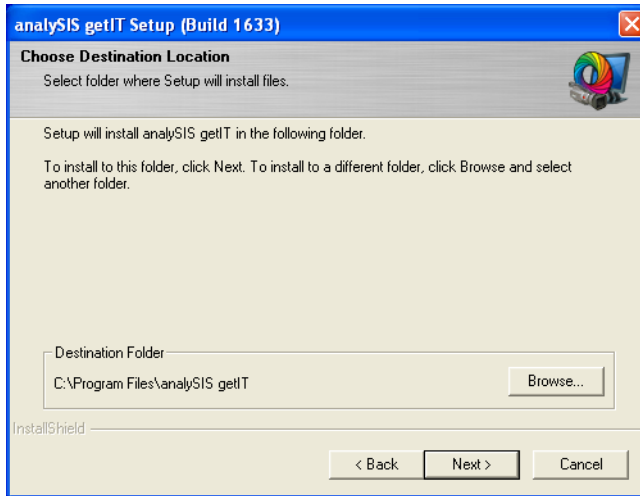 analySIS getIT Setup (Build 1633)
Choose Destination Location
Select folder where Setup will install files.
Setup will install analySIS getIT in the following folder.
To install to this folder, click Next. To install to a different folder, click Browse and select
another folder.
Destination Folder
C:\Program Files\analySIS getIT
Browse...
InstallShield
< Back
Next >
Cancel